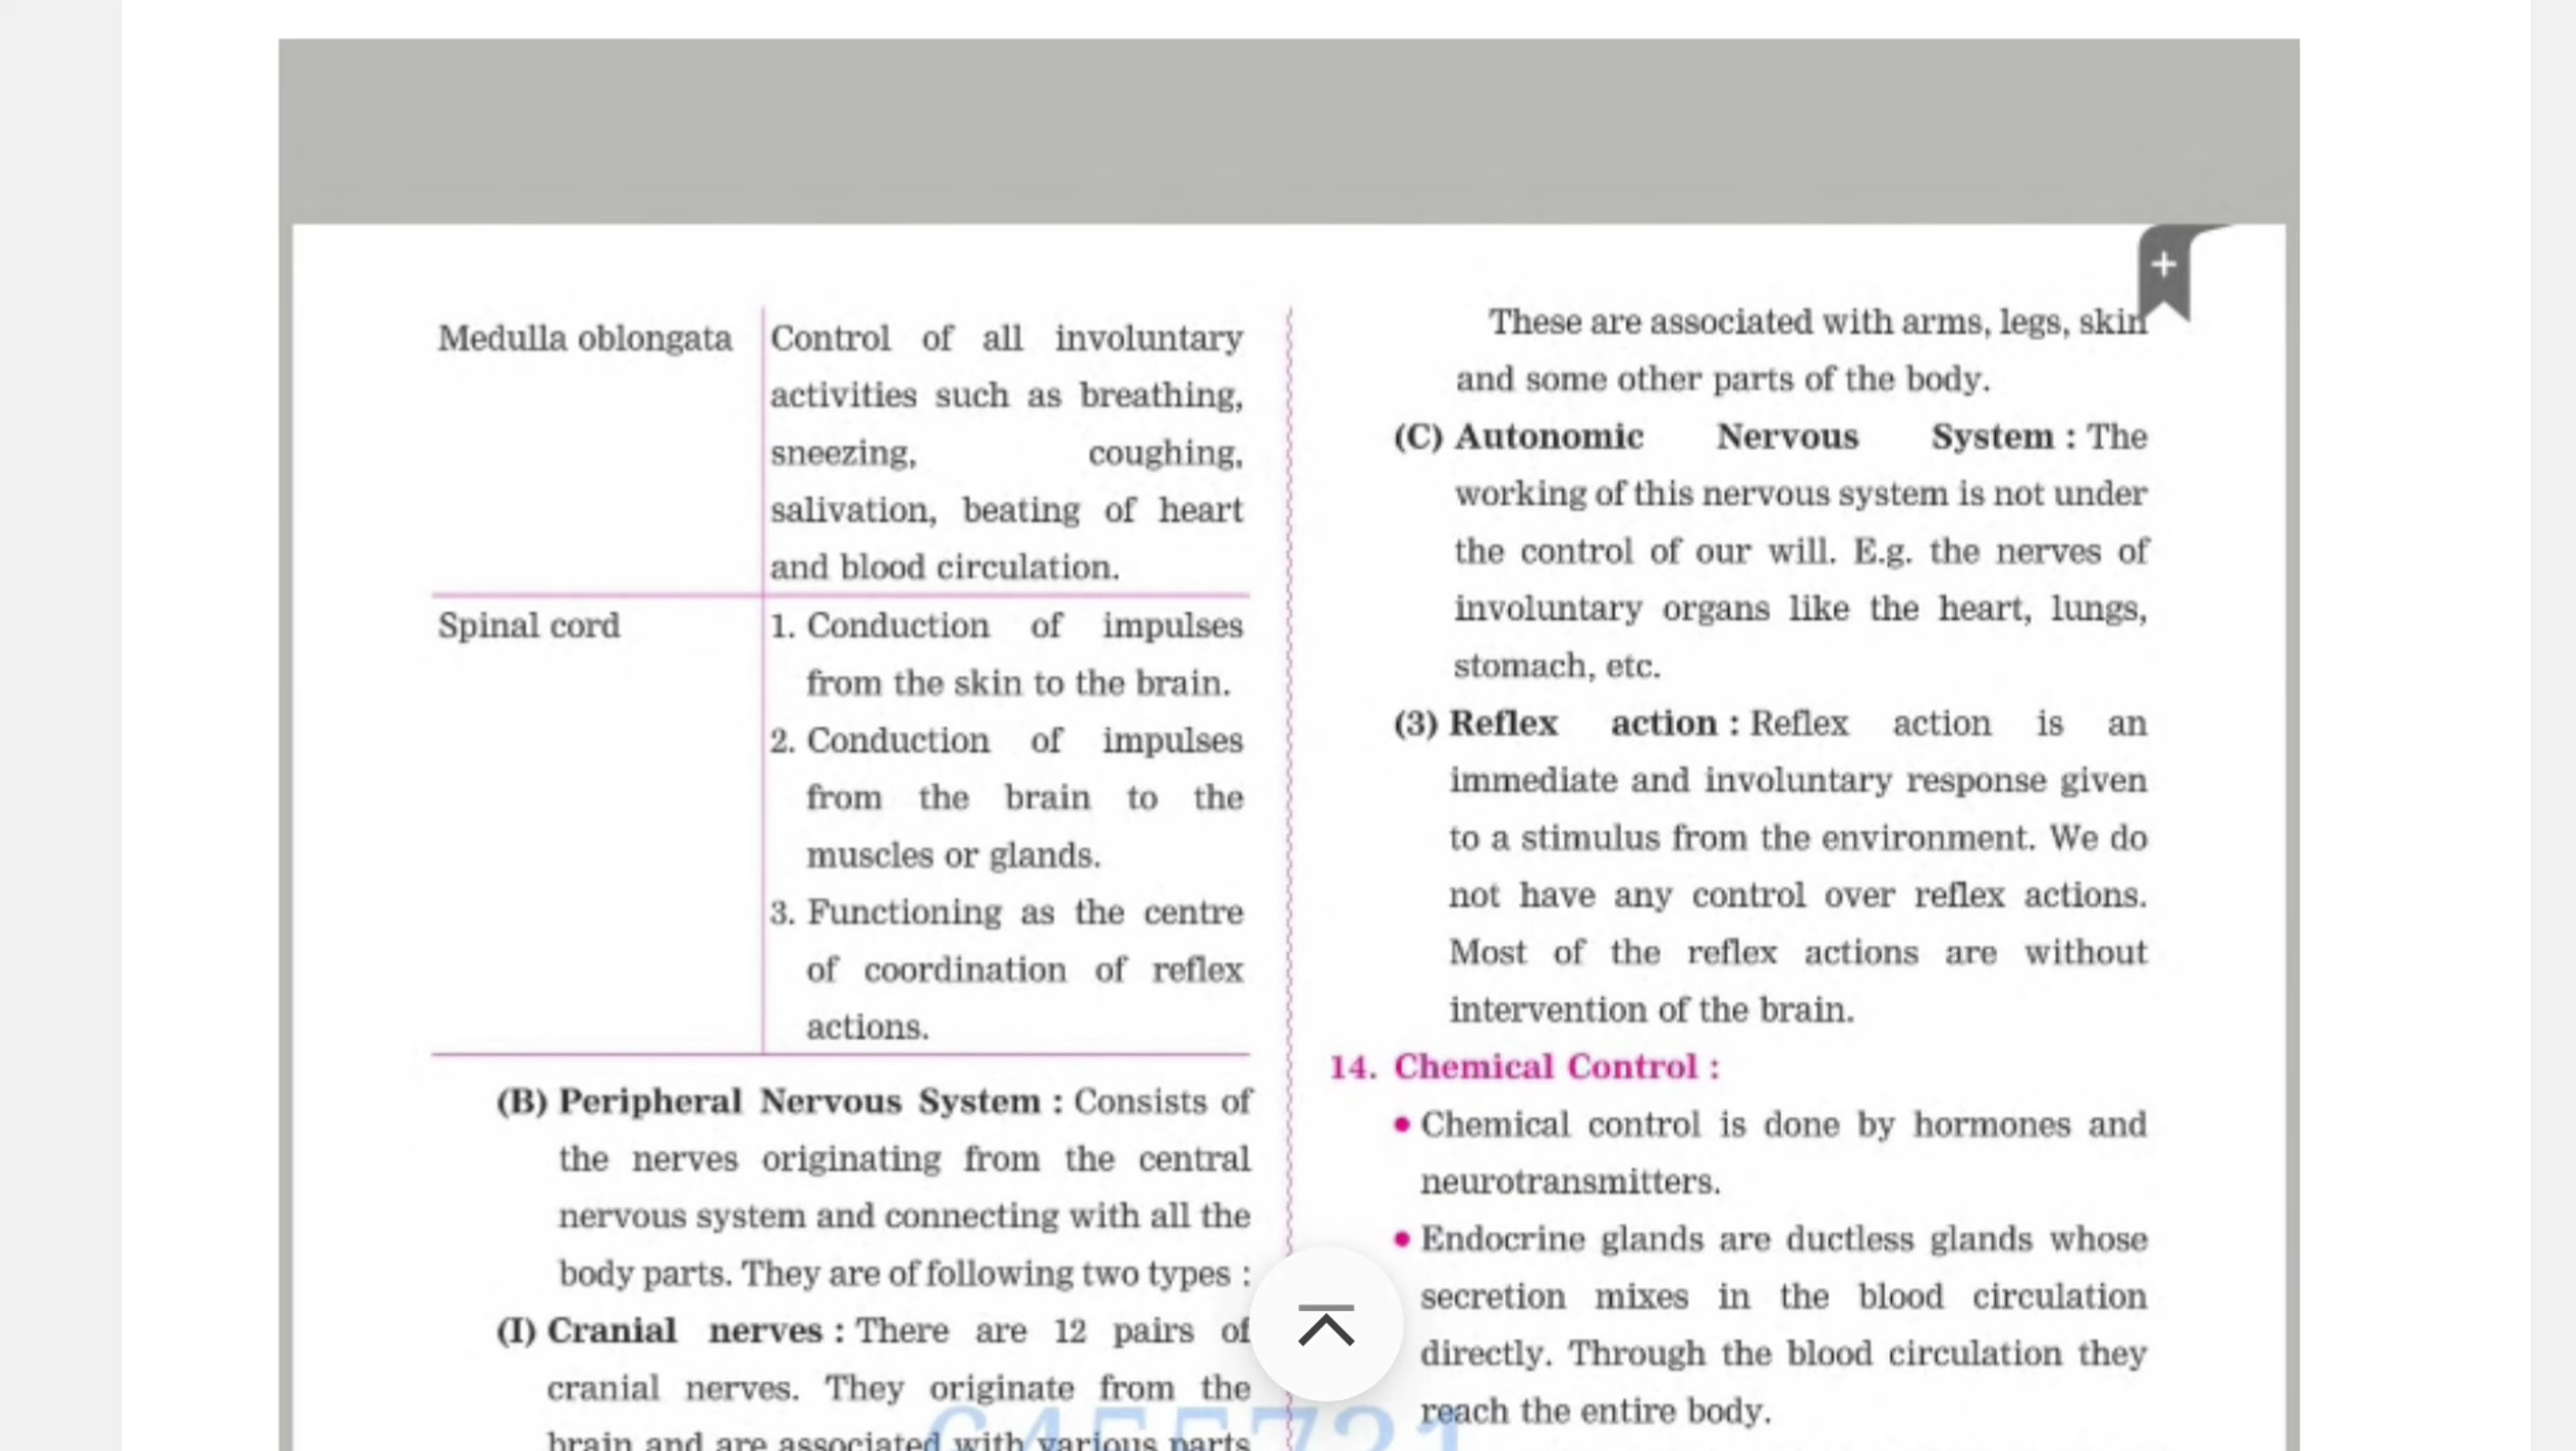 Medulla oblongata
Control of all involuntary
activities such as breathing,
sneezing, coughing,
salivation, beating of heart
and blood circulation.
Spinal cord
1. Conduction of impulses
from the skin to the brain.
2. Conduction of impulses
from the brain to the
muscles or glands.
3. Functioning as the centre
of coordination of reflex
actions.
(B) Peripheral Nervous System : Consists of
the nerves originating from the central
nervous system and connecting with all the
body parts. They are of following two types :
(I) Cranial nerves : There are 12 pairs of
cranial nerves. They originate from the
brain and are associated with various parts
These are associated with arms, legs, skin
and some other parts of the body.
(C) Autonomic Nervous System : The
working of this nervous system is not under
the control of our will. E.g. the nerves of
involuntary organs like the heart, lungs,
stomach, etc.
(3) Reflex action : Reflex action is an
immediate and involuntary response given
to a stimulus from the environment. We do
not have any control over reflex actions.
Most of the reflex actions are without
intervention of the brain.
14. Chemical Control :
• Chemical control is done by hormones and
neurotransmitters.
• Endocrine glands are ductless glands whose
secretion mixes in the blood circulation
directly. Through the blood circulation they
reach the entire body.